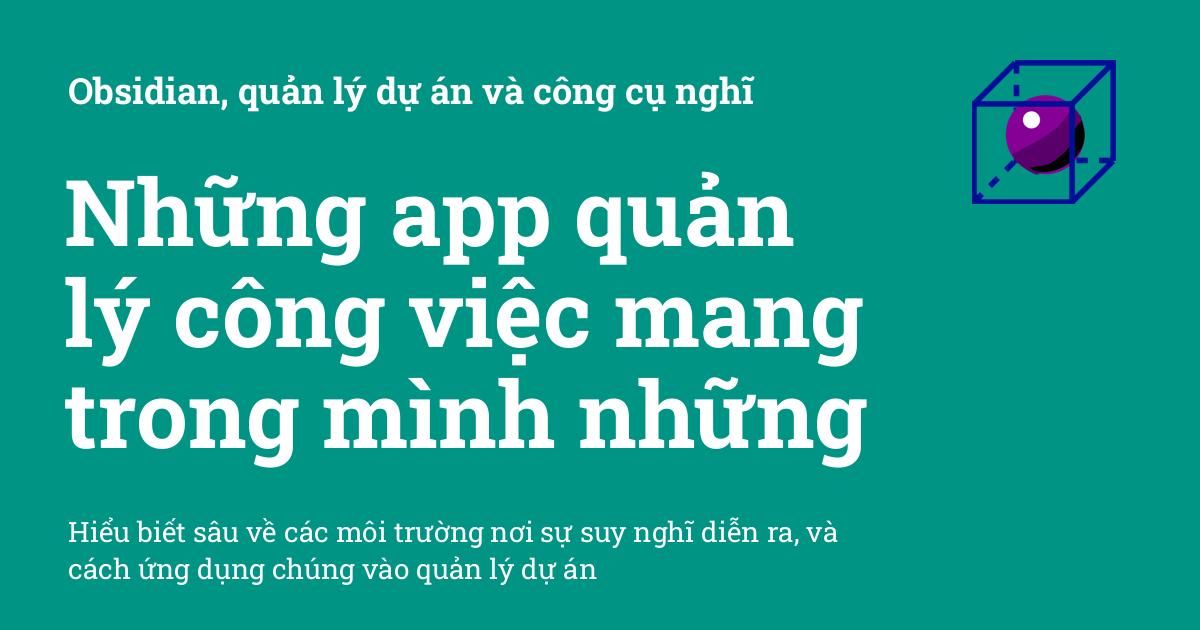 Obsidian, quản lý dự án và công cụ nghĩ
Những app quản
lý công việc mang
trong mình những
Hiểu biết sâu về các môi trường nơi sự suy nghĩ diễn ra, và
cách ứng dụng chúng vào quản lý dự án